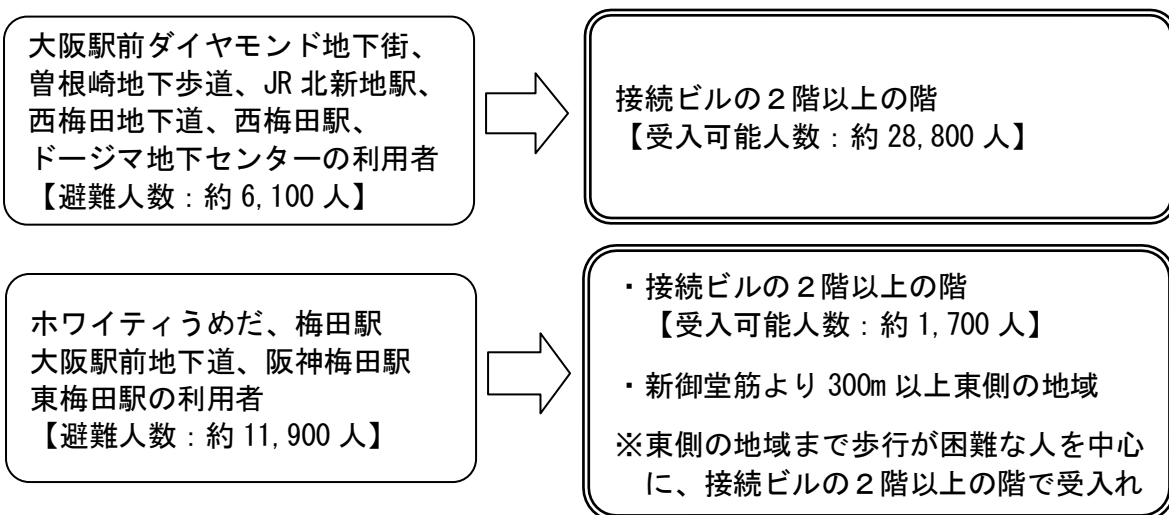 大阪駅前ダイヤモンド地下街、
曽根崎地下歩道、JR 北新地駅、
西梅田地下道、西梅田駅、
ドージマ地下センターの利用者
【避難人数：約 6,100 人】
接続ビルの２階以上の階
【受入可能人数：約 28,800 人】
ホワイティうめだ、梅田駅
大阪駅前地下道、阪神梅田駅
東梅田駅の利用者
【避難人数：約 11,900 人】
・接続ビルの２階以上の階
【受入可能人数：約 1,700 人】
・新御堂筋より 300m 以上東側の地域
※東側の地域まで歩行が困難な人を中心
に、接続ビルの２階以上の階で受入れ